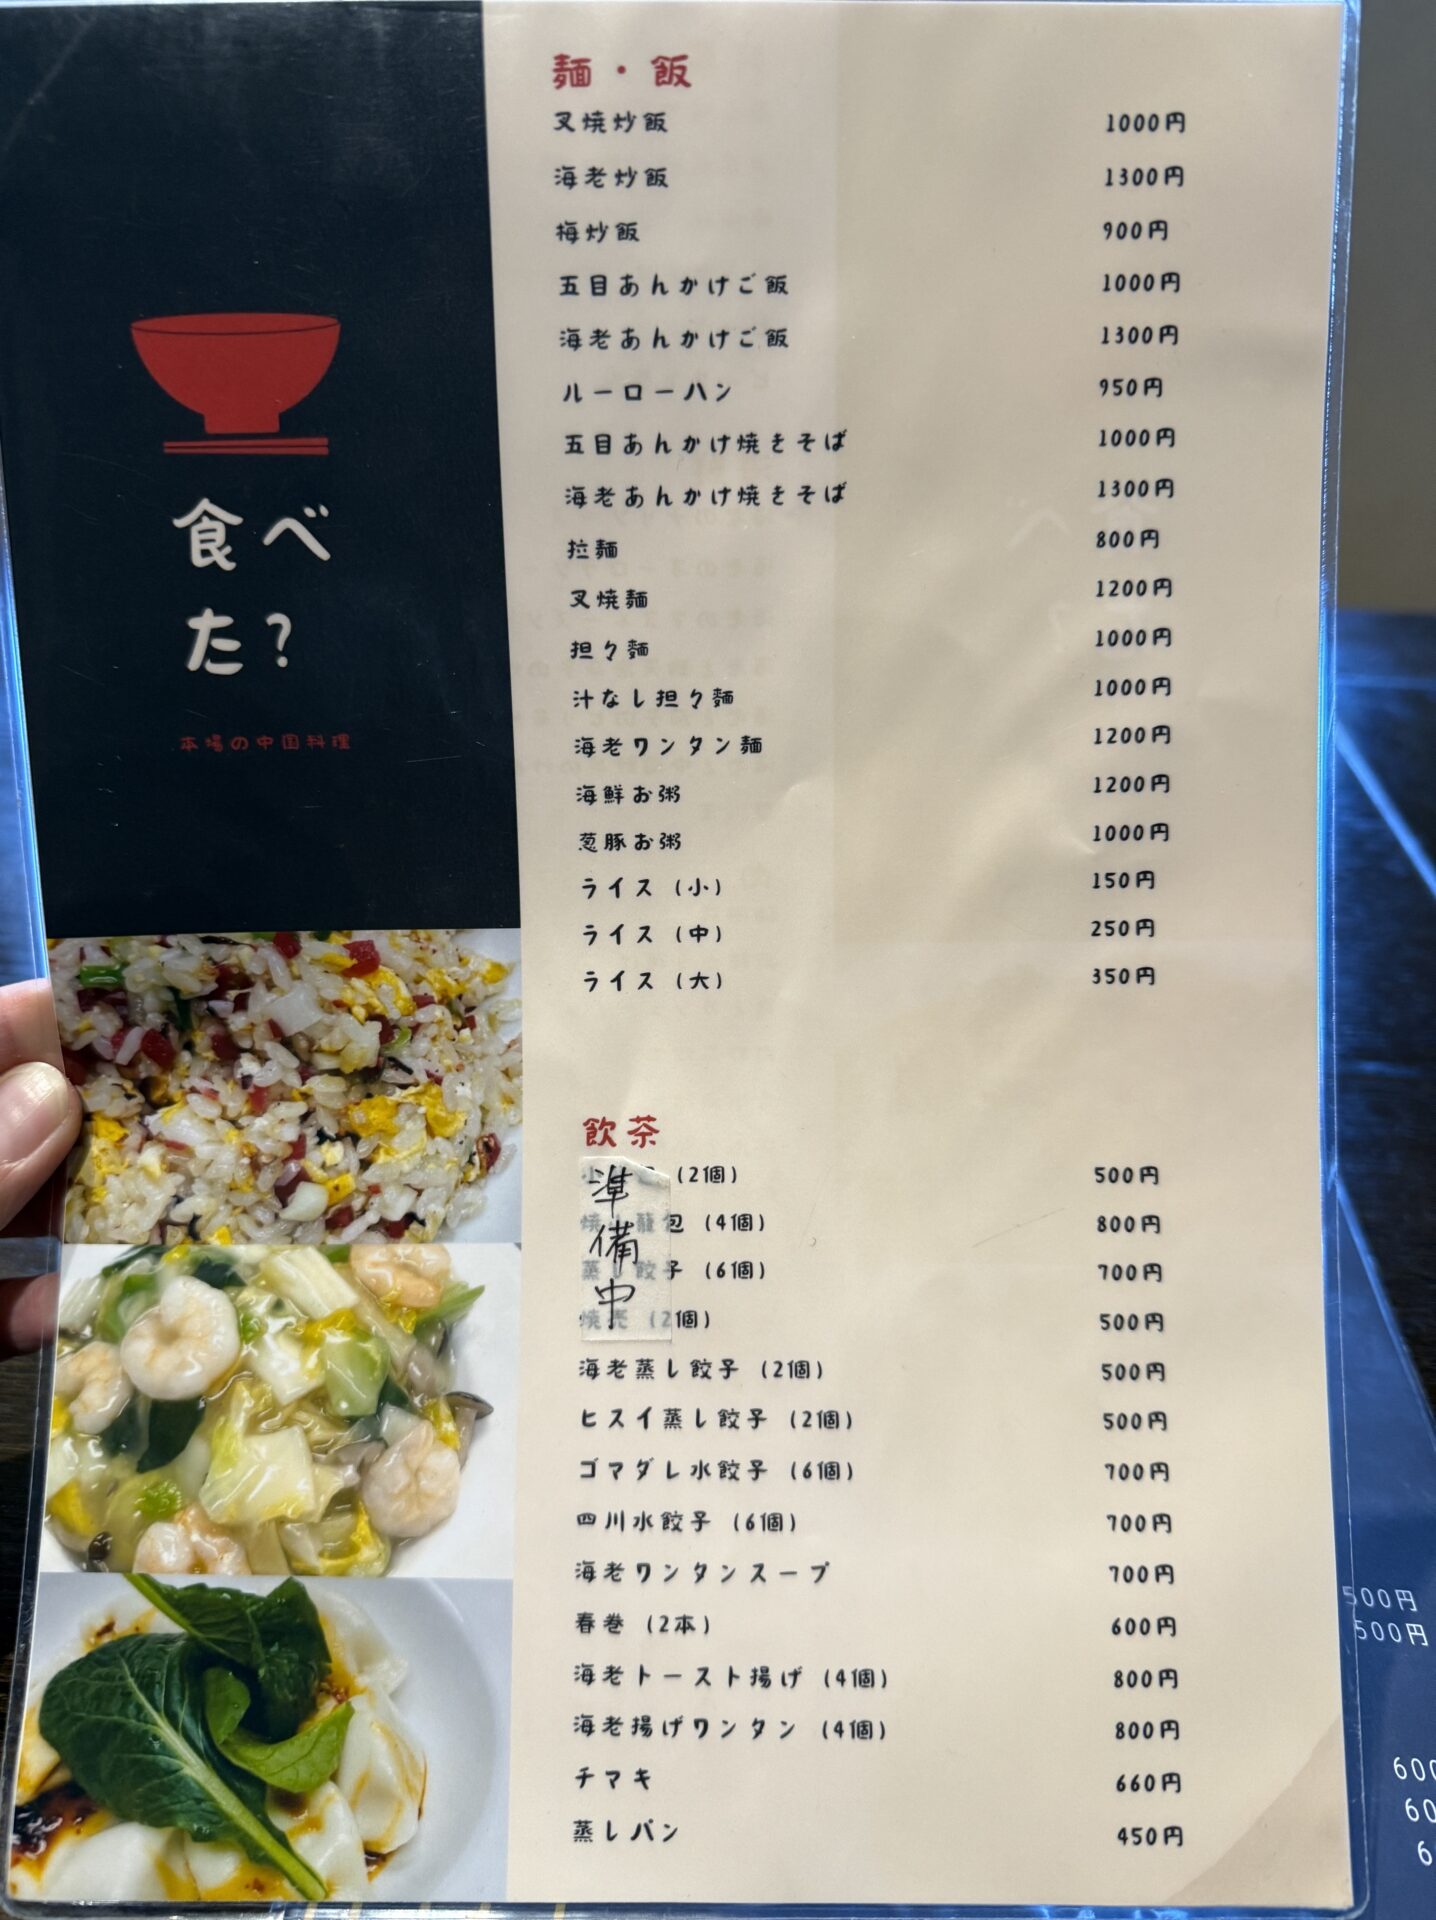 食べ
た?
本場の中国料理
麺・飯
叉焼炒飯 1000円
海老炒飯 1300円
梅炒飯 900円
五目あんかけご飯 1000円
海老あんかけご飯 1300円
ルーローハン 950円
五目あんかけ焼きそば 1000円
海老あんかけ焼きそば 1300円
拉麺 800円
叉焼麺 1200円
担々麺 1000円
汁なし担々麺 1000円
海老ワンタン麺 1200円
海鮮お粥 1200円
葱豚お粥 1000円
ライス(小) 150円
ライス(中) 250円
ライス(大) 350円
飲茶
準備中
(2個) 500円
焼小龍包(4個) 800円
蒸し餃子(6個) 700円
焼売(2個) 500円
海老蒸し餃子(2個) 500円
ヒスイ蒸し餃子(2個) 500円
ゴマダレ水餃子(6個) 700円
四川水餃子(6個) 700円
海老ワンタンスープ 700円
春巻(2本) 600円
海老トースト揚げ(4個) 800円
海老揚げワンタン(4個) 800円
チマキ 660円
蒸しパン 450円
500円
500円